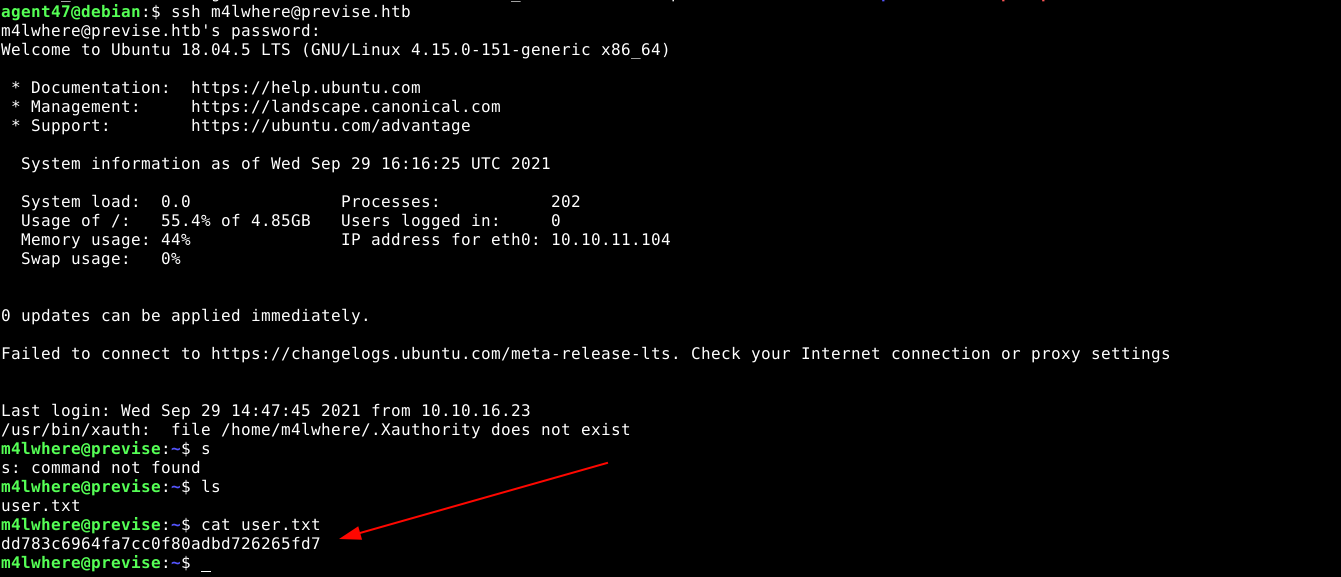 agent47@debian:$ ssh m4lwhere@previse.htb
m4lwhere@previse.htb's password:
Welcome to Ubuntu 18.04.5 LTS (GNU/Linux 4.15.0-151-generic x86_64)

 * Documentation:  https://help.ubuntu.com
 * Management:     https://landscape.canonical.com
 * Support:        https://ubuntu.com/advantage

  System information as of Wed Sep 29 16:16:25 UTC 2021

  System load:  0.0               Processes:           202
  Usage of /:   55.4% of 4.85GB   Users logged in:     0
  Memory usage: 44%               IP address for eth0: 10.10.11.104
  Swap usage:   0%

0 updates can be applied immediately.

Failed to connect to https://changelogs.ubuntu.com/meta-release-lts. Check your Internet connection or proxy settings

Last login: Wed Sep 29 14:47:45 2021 from 10.10.16.23
/usr/bin/xauth:  file /home/m4lwhere/.Xauthority does not exist
m4lwhere@previse:~$ s
s: command not found
m4lwhere@previse:~$ ls
user.txt
m4lwhere@previse:~$ cat user.txt
dd783c6964fa7cc0f80adbd726265fd7
m4lwhere@previse:~$ _